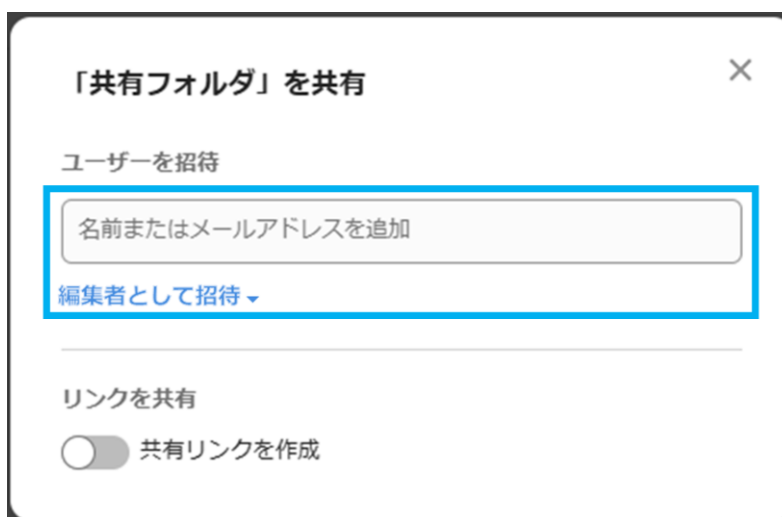 「共有フォルダ」を共有
ユーザーを招待
名前またはメールアドレスを追加
編集者として招待
リンクを共有
共有リンクを作成